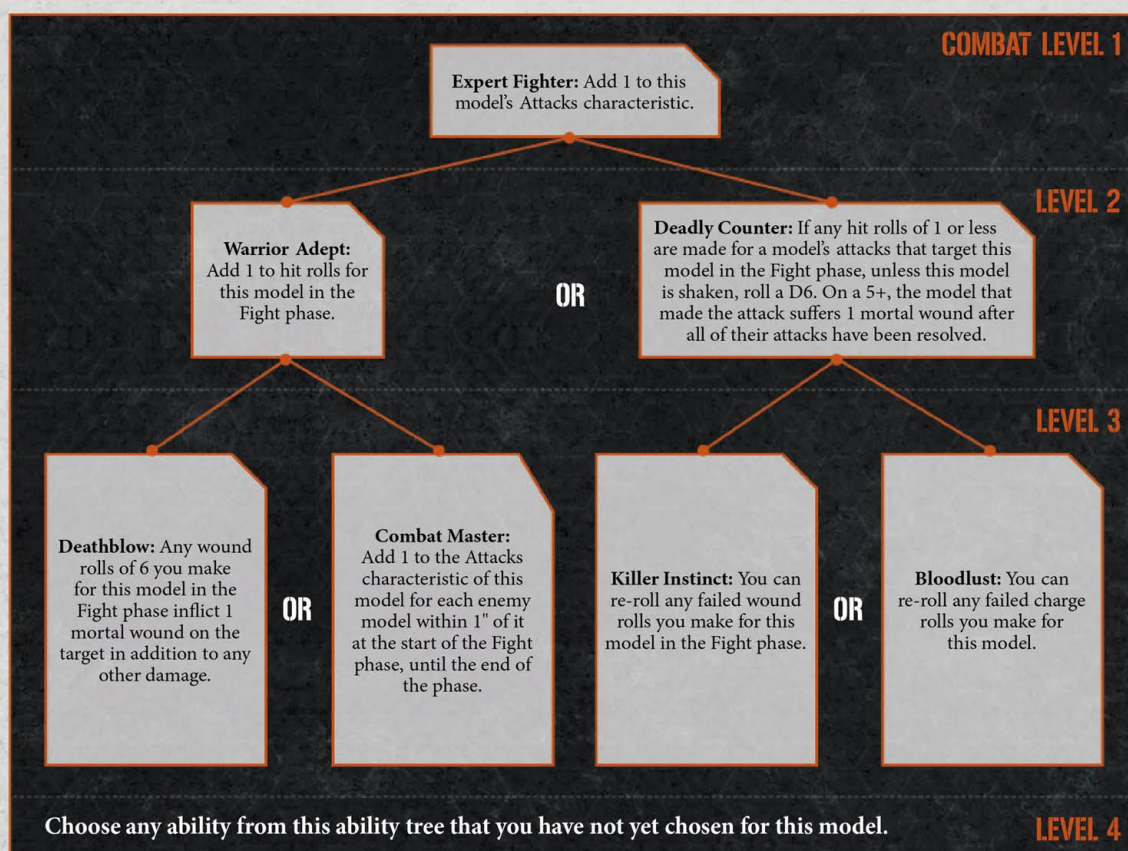 COMBAT LEVEL 1
Expert Fighter: Add 1 to this
model's Attacks characteristic.
LEVEL 2
Warrior Adept:
Add 1 to hit rolls for
this model in the
Fight phase.
OR
Deadly Counter: If any hit rolls of 1 or less
are made for a model's attacks that target this
model in the Fight phase, unless this model
is shaken, roll a D6. On a 5+, the model that
made the attack suffers 1 mortal wound after
all of their attacks have been resolved.
LEVEL 3
Deathblow: Any wound
rolls of 6 you make
for this model in the
Fight phase inflict 1
mortal wound on the
target in addition to any
other damage.
OR
Combat Master:
Add 1 to the Attacks
characteristic of this
model for each enemy
model within 1" of it
at the start of the Fight
phase, until the end of
the phase.
Killer Instinct: You can
re-roll any failed wound
rolls you make for this
model in the Fight phase.
OR
Bloodlust: You can
re-roll any failed charge
rolls you make for
this model.
Choose any ability from this ability tree that you have not yet chosen for this model.
LEVEL 4